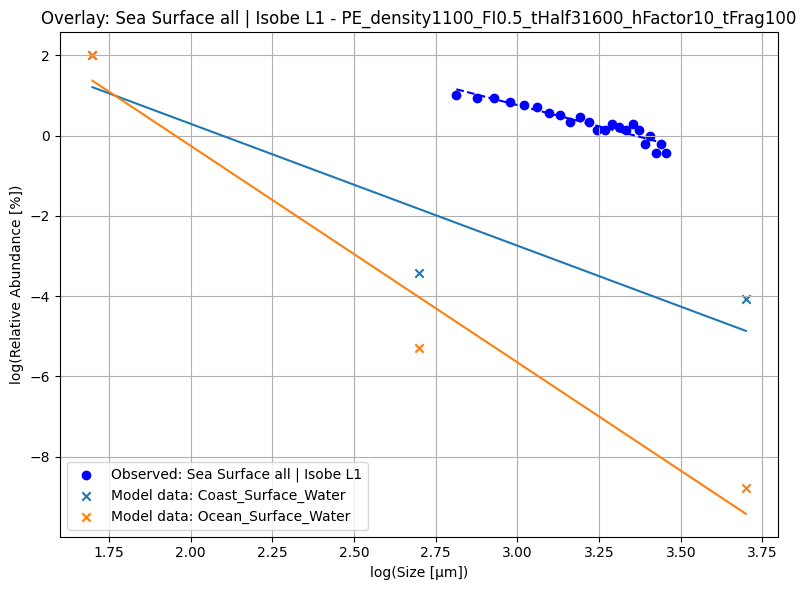 Overlay: Sea Surface all | Isobe L1 - PE_density1100_FI0.5_tHalf31600_hFactor10_tFrag100
log(Relative Abundance [%])
2
0
−2
−4
−6
−8
Observed: Sea Surface all | Isobe L1
Model data: Coast_Surface_Water
Model data: Ocean_Surface_Water
1.75
2.00
2.25
2.50
2.75
3.00
3.25
3.50
3.75
log(Size [µm])